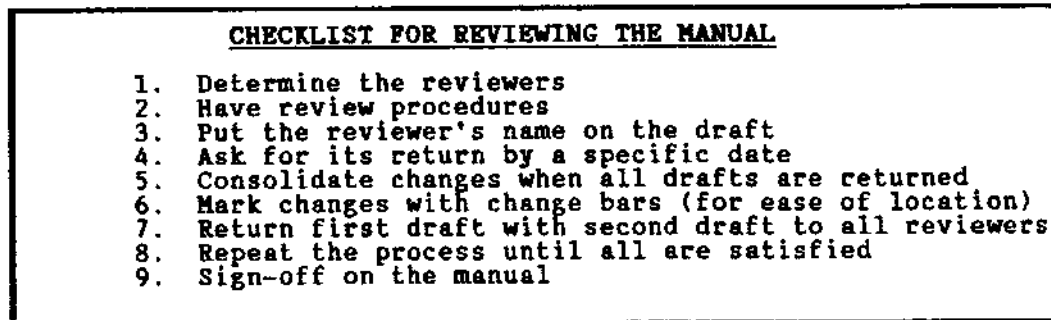 CHECKLIST FOR REVIEWING THE MANUAL
1. Determine the reviewers
2. Have review procedures
3. Put the reviewer's name on the draft
4. Ask for its return by a specific date
5. Consolidate changes when all drafts are returned
6. Mark changes with change bars (for ease of location)
7. Return first draft with second draft to all reviewers
8. Repeat the process until all are satisfied
9. Sign-off on the manual